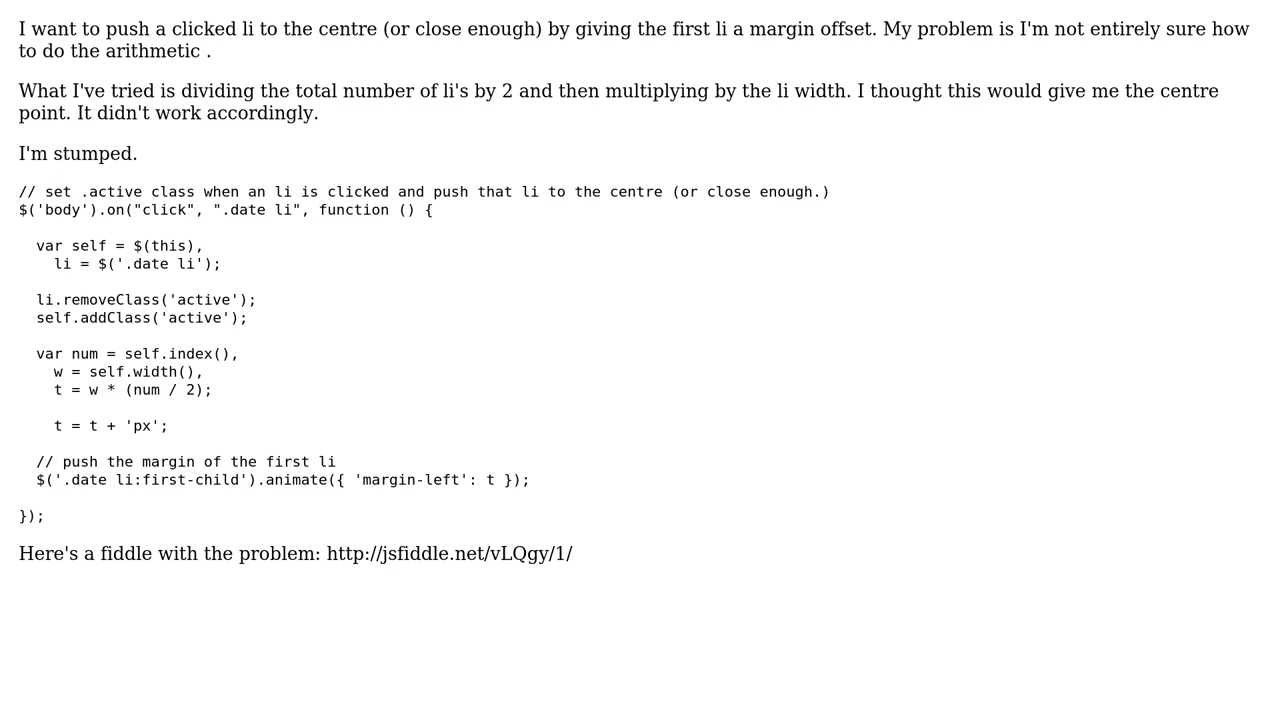 I want to push a clicked li to the centre (or close enough) by giving the first li a margin offset. My problem is I'm not entirely sure how
to do the arithmetic .
What I've tried is dividing the total number of li's by 2 and then multiplying by the li width. I thought this would give me the centre
point. It didn't work accordingly.
I'm stumped.
// set .active class when an li is clicked and push that li to the centre (or close enough.)
$('body').on("click", ".date li", function () {
  var self = $(this),
    li = $('.date li');
  li.removeClass('active');
  self.addClass('active');
  var num = self.index(),
    w = self.width(),
    t = w * (num / 2);
    t = t + 'px';
  // push the margin of the first li
  $('.date li:first-child').animate({ 'margin-left': t });
});
Here's a fiddle with the problem: http://jsfiddle.net/vLQgy/1/